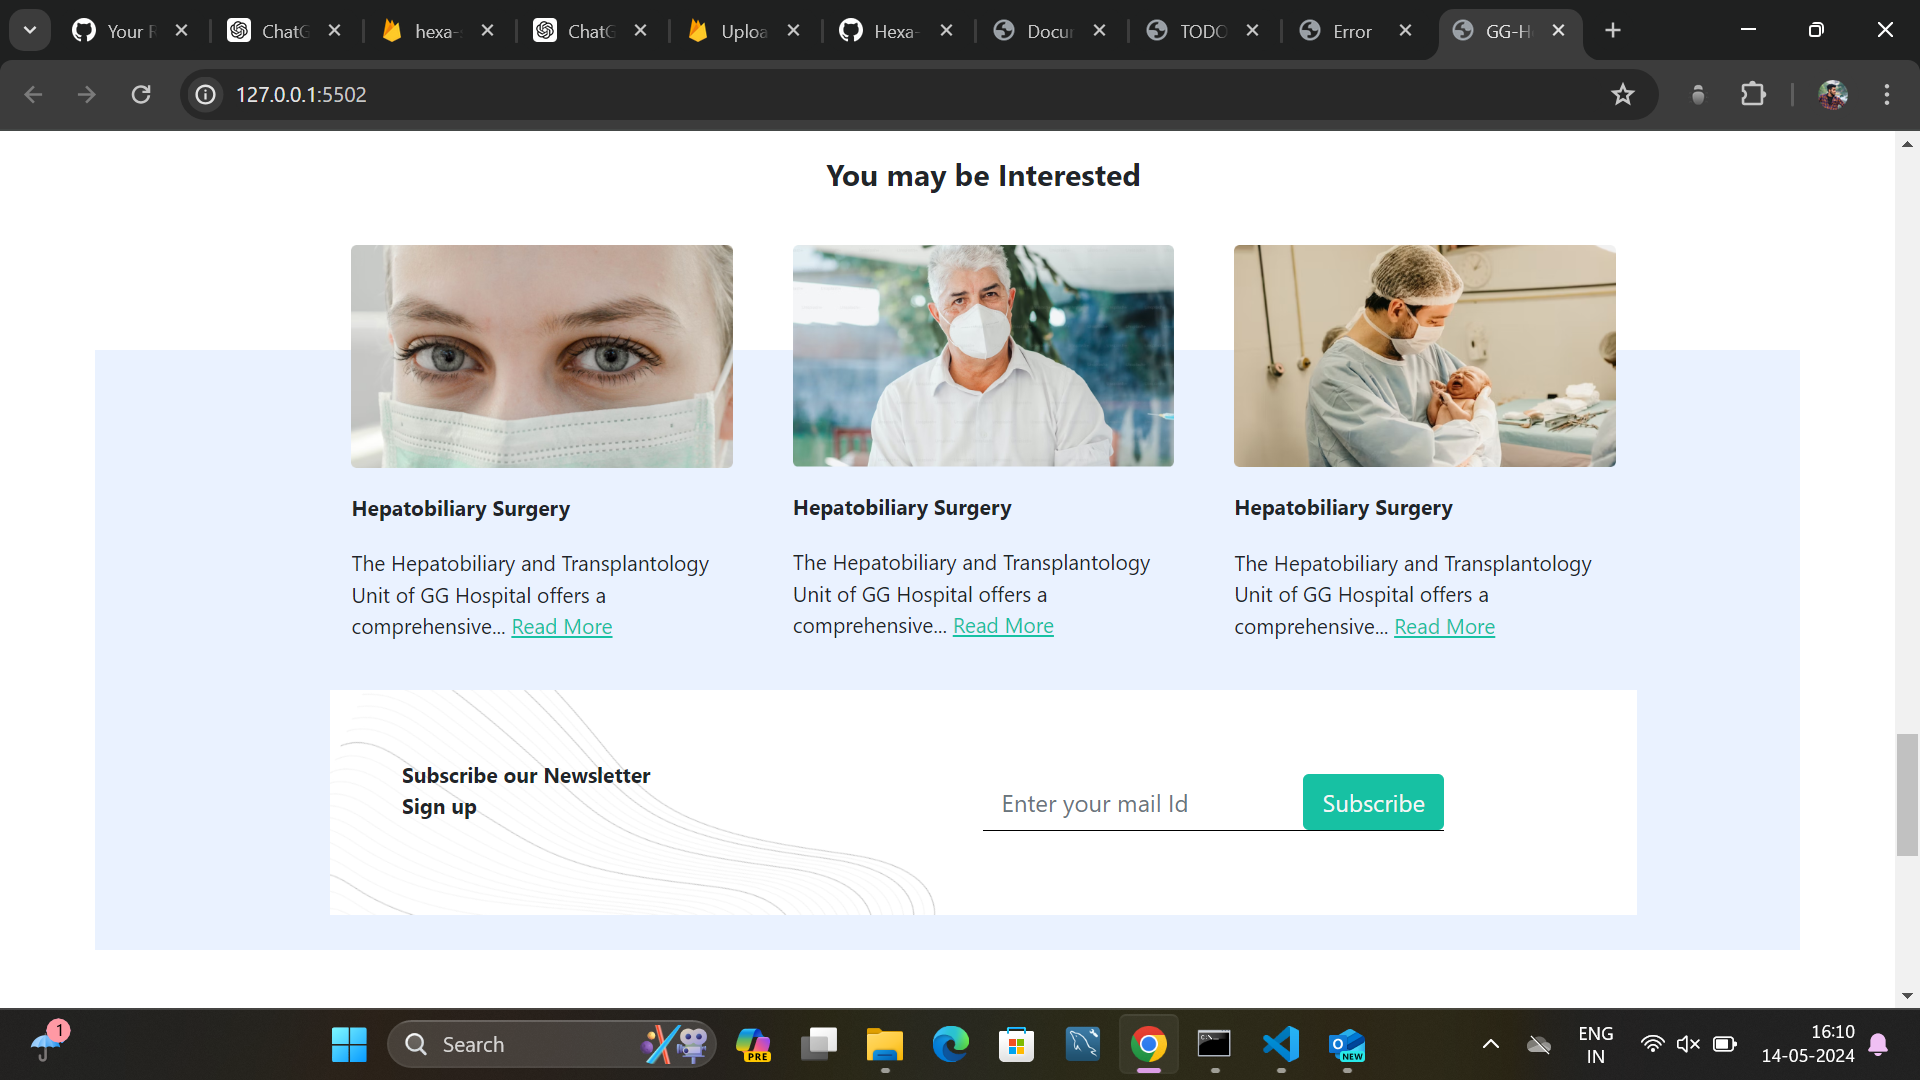 Your R
ChatG
hexa-
ChatG
Uploa
Hexa-
Docur
TODO
Error
GG-H
127.0.0.1:5502
You may be Interested
Hepatobiliary Surgery
The Hepatobiliary and Transplantology
Unit of GG Hospital offers a
comprehensive... Read More
Hepatobiliary Surgery
The Hepatobiliary and Transplantology
Unit of GG Hospital offers a
comprehensive... Read More
Hepatobiliary Surgery
The Hepatobiliary and Transplantology
Unit of GG Hospital offers a
comprehensive... Read More
Subscribe our Newsletter
Sign up
Enter your mail Id
Subscribe
1
Search
PRE
NEW
ENG
IN
16:10
14-05-2024